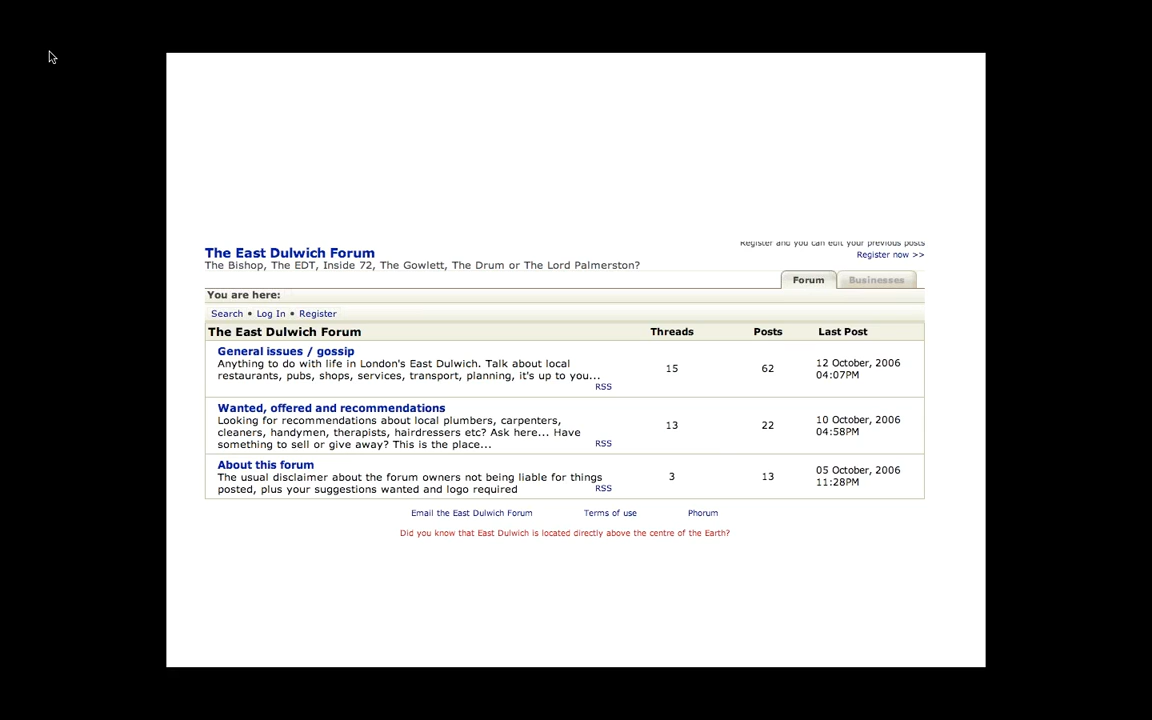 Register and you can edit your previous posts
The East Dulwich Forum
Register now >>
The Bishop, The EDT, Inside 72, The Gowlett, The Drum or The Lord Palmerston?
Forum Businesses
You are here:
Search • Log In • Register
The East Dulwich Forum Threads Posts Last Post
General issues / gossip
Anything to do with life in London's East Dulwich. Talk about local
restaurants, pubs, shops, services, transport, planning, it's up to you...
RSS
15 62 12 October, 2006
04:07PM
Wanted, offered and recommendations
Looking for recommendations about local plumbers, carpenters,
cleaners, handymen, therapists, hairdressers etc? Ask here... Have
something to sell or give away? This is the place...
RSS
13 22 10 October, 2006
04:58PM
About this forum
The usual disclaimer about the forum owners not being liable for things
posted, plus your suggestions wanted and logo required
RSS
3 13 05 October, 2006
11:28PM
Email the East Dulwich Forum Terms of use Phorum
Did you know that East Dulwich is located directly above the centre of the Earth?